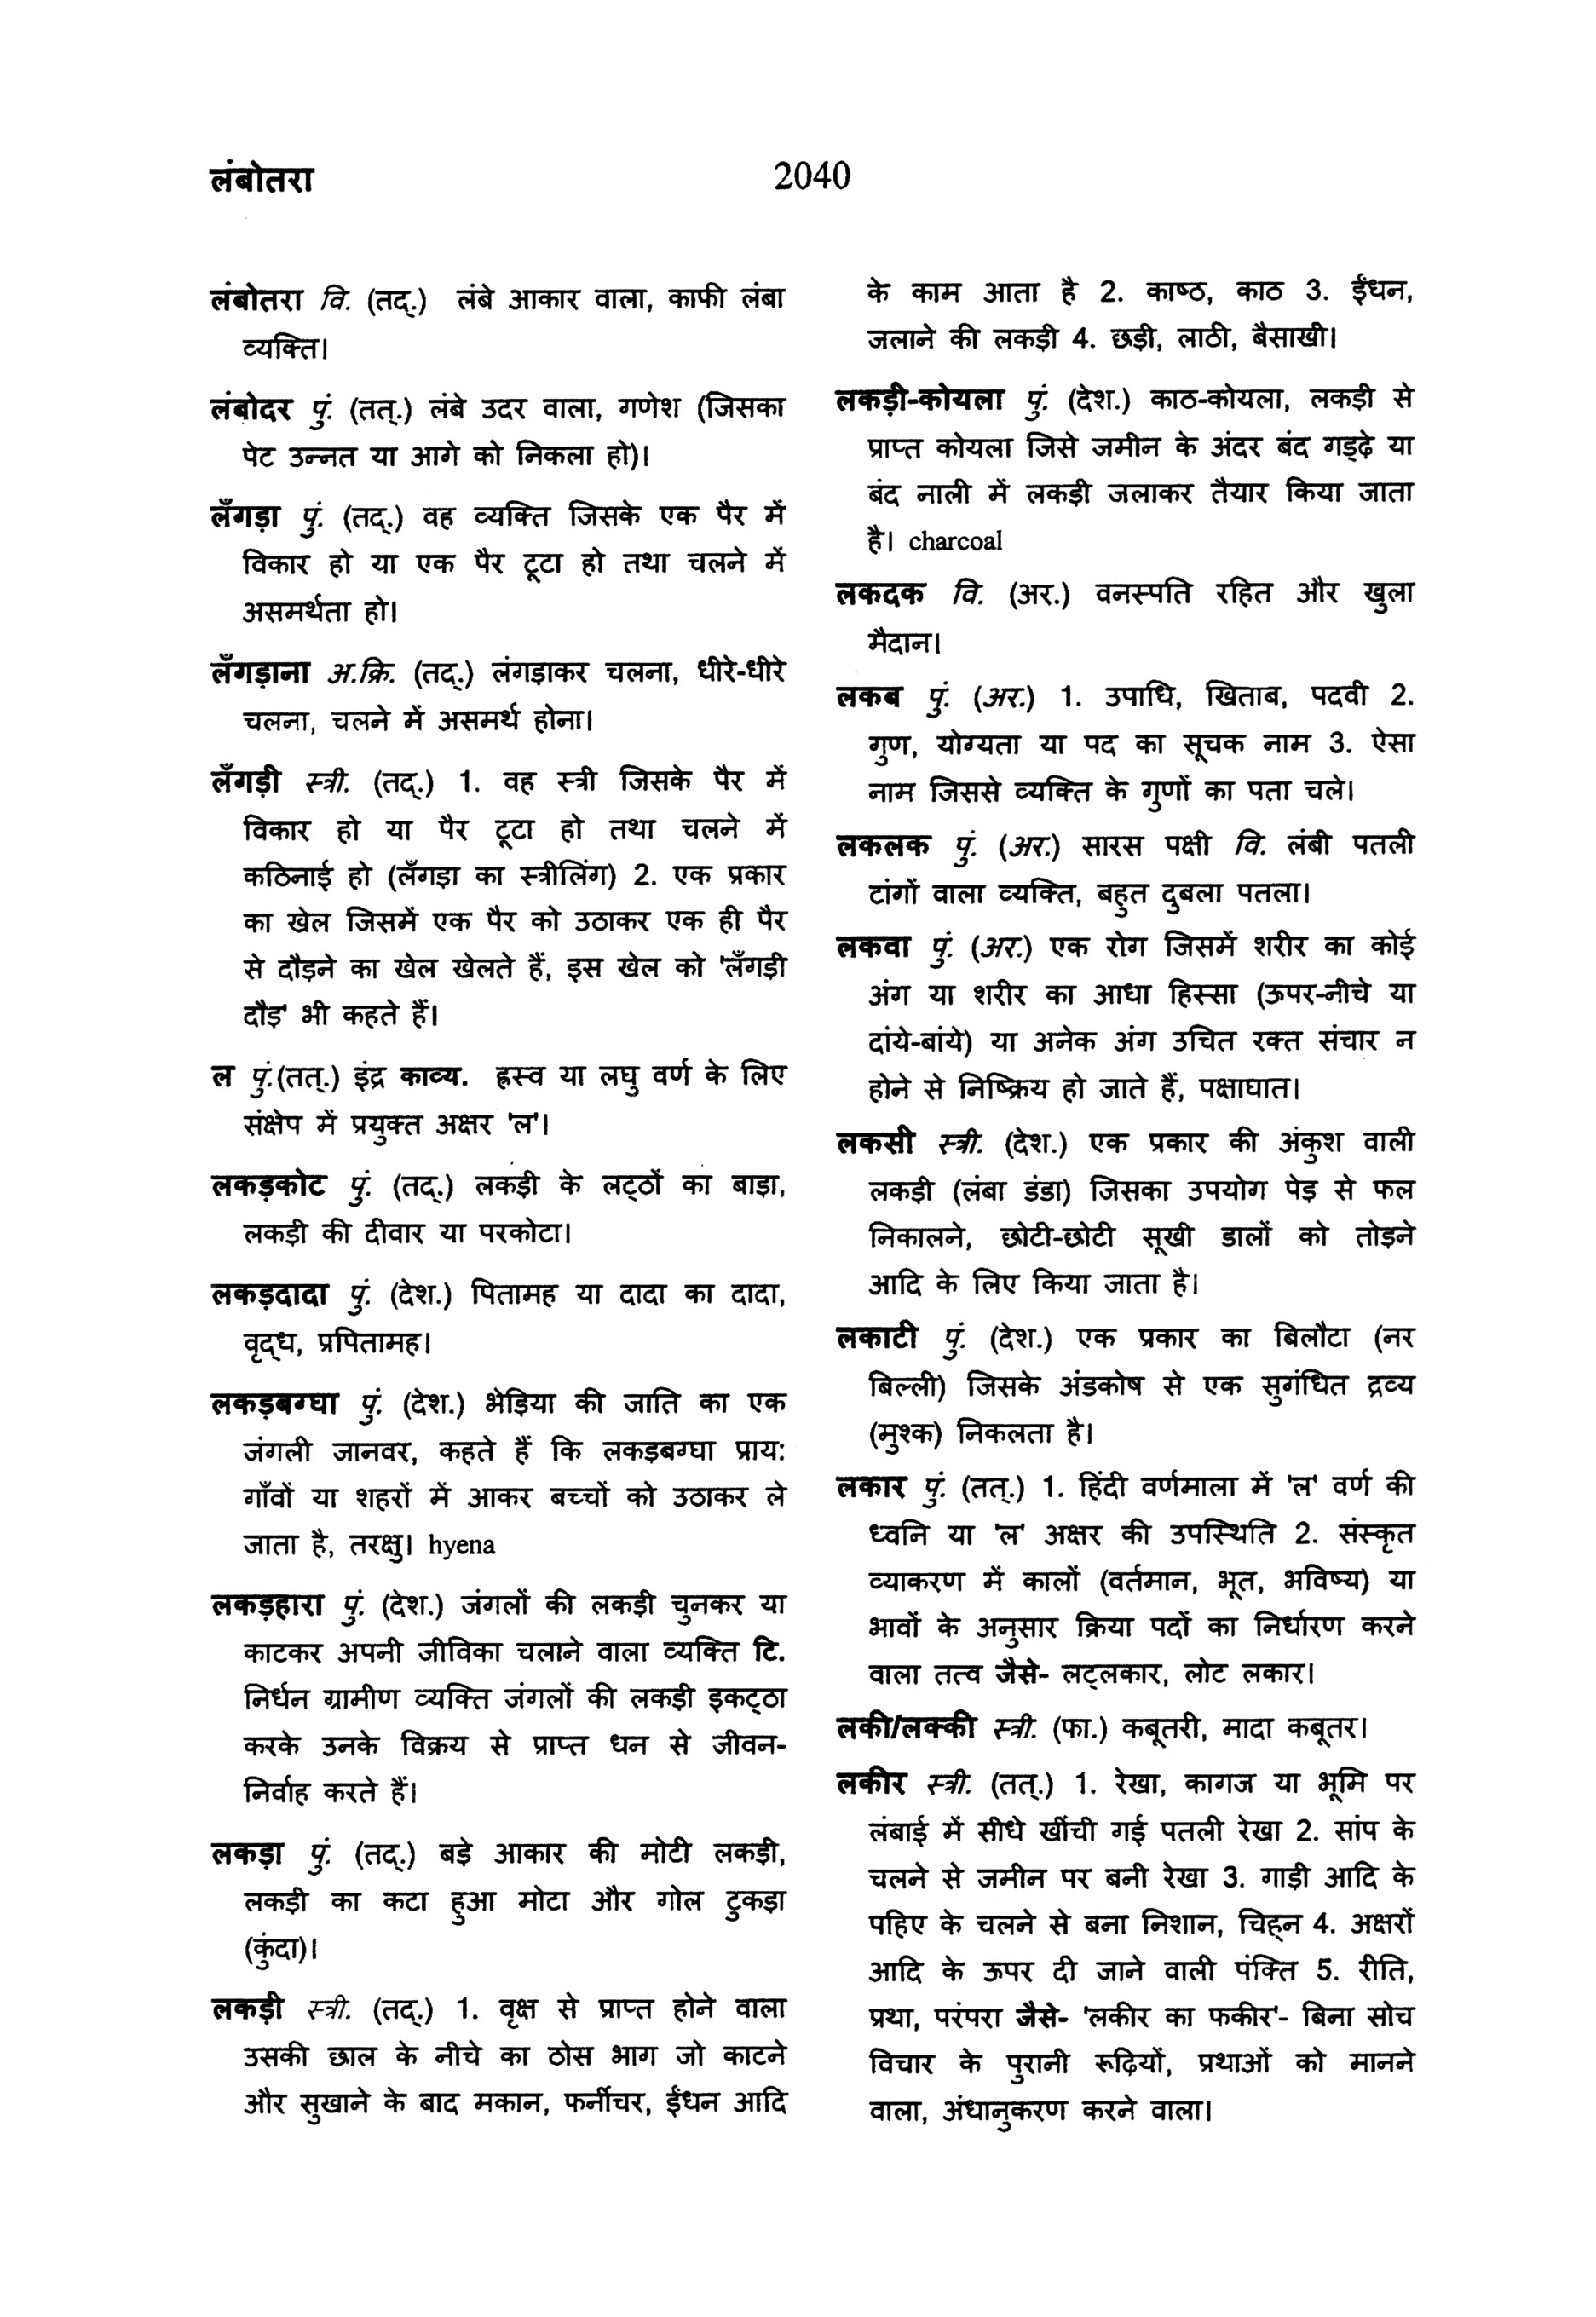 लंबोतरा
2040
लंबोतरा वि. (तद्.) लंबे आकार वाला, काफी लंबा
व्यक्ति।
लंबोदर पुं. (तत्.) लंबे उदर वाला, गणेश (जिसका
पेट उन्नत या आगे को निकला हो)।
लँगड़ा पुं. (तद्.) वह व्यक्ति जिसके एक पैर में
विकार हो या एक पैर टूटा हो तथा चलने में
असमर्थता हो।
लँगड़ाना अ.क्रि. (तद्.) लंगड़ाकर चलना, धीरे-धीरे
चलना, चलने में असमर्थ होना।
लँगड़ी स्त्री. (तद्.) 1. वह स्त्री जिसके पैर में
विकार हो या पैर टूटा हो तथा चलने में
कठिनाई हो (लँगड़ा का स्त्रीलिंग) 2. एक प्रकार
का खेल जिसमें एक पैर को उठाकर एक ही पैर
से दौड़ने का खेल खेलते हैं, इस खेल को 'लँगड़ी
दौड़' भी कहते हैं।
ल पुं.(तत्.) इंद्र काव्य. ह्रस्व या लघु वर्ण के लिए
संक्षेप में प्रयुक्त अक्षर 'ल'।
लकड़कोट पुं. (तद्.) लकड़ी के लट्ठों का बाड़ा,
लकड़ी की दीवार या परकोटा।
लकड़दादा पुं. (देश.) पितामह या दादा का दादा,
वृद्ध, प्रपितामह।
लकड़बग्घा पुं. (देश.) भेड़िया की जाति का एक
जंगली जानवर, कहते हैं कि लकड़बग्घा प्राय:
गाँवों या शहरों में आकर बच्चों को उठाकर ले
जाता है, तरक्षु। hyena
लकड़हारा पुं. (देश.) जंगलों की लकड़ी चुनकर या
काटकर अपनी जीविका चलाने वाला व्यक्ति टि.
निर्धन ग्रामीण व्यक्ति जंगलों की लकड़ी इकट्ठा
करके उनके विक्रय से प्राप्त धन से जीवन-
निर्वाह करते हैं।
लकड़ा पुं. (तद्.) बड़े आकार की मोटी लकड़ी,
लकड़ी का कटा हुआ मोटा और गोल टुकड़ा
(कुंदा)।
लकड़ी स्त्री. (तद्.) 1. वृक्ष से प्राप्त होने वाला
उसकी छाल के नीचे का ठोस भाग जो काटने
और सुखाने के बाद मकान, फर्नीचर, ईंधन आदि
के काम आता है 2. काष्ठ, काठ 3. ईंधन,
जलाने की लकड़ी 4. छड़ी, लाठी, बैसाखी।
लकड़ी-कोयला पुं. (देश.) काठ-कोयला, लकड़ी से
प्राप्त कोयला जिसे जमीन के अंदर बंद गड्ढ़े या
बंद नाली में लकड़ी जलाकर तैयार किया जाता
है। charcoal
लकदक वि. (अर.) वनस्पति रहित और खुला
मैदान।
लकब पुं. (अर.) 1. उपाधि, खिताब, पदवी 2.
गुण, योग्यता या पद का सूचक नाम 3. ऐसा
नाम जिससे व्यक्ति के गुणों का पता चले।
लकलक पुं. (अर.) सारस पक्षी वि. लंबी पतली
टांगों वाला व्यक्ति, बहुत दुबला पतला।
लकवा पुं. (अर.) एक रोग जिसमें शरीर का कोई
अंग या शरीर का आधा हिस्सा (ऊपर-नीचे या
दांये-बांये) या अनेक अंग उचित रक्त संचार न
होने से निष्क्रिय हो जाते हैं, पक्षाघात।
लकसी स्त्री. (देश.) एक प्रकार की अंकुश वाली
लकड़ी (लंबा डंडा) जिसका उपयोग पेड़ से फल
निकालने, छोटी-छोटी सूखी डालों को तोड़ने
आदि के लिए किया जाता है।
लकाटी पुं. (देश.) एक प्रकार का बिलौटा (नर
बिल्ली) जिसके अंडकोष से एक सुगंधित द्रव्य
(मुश्क) निकलता है।
लकार पुं. (तत्.) 1. हिंदी वर्णमाला में 'ल' वर्ण की
ध्वनि या 'ल' अक्षर की उपस्थिति 2. संस्कृत
व्याकरण में कालों (वर्तमान, भूत, भविष्य) या
भावों के अनुसार क्रिया पदों का निर्धारण करने
वाला तत्व जैसे- लट्लकार, लोट लकार।
लकी/लक्की स्त्री. (फा.) कबूतरी, मादा कबूतर।
लकीर स्त्री. (तत्.) 1. रेखा, कागज या भूमि पर
लंबाई में सीधे खींची गई पतली रेखा 2. सांप के
चलने से जमीन पर बनी रेखा 3. गाड़ी आदि के
पहिए के चलने से बना निशान, चिह्न 4. अक्षरों
आदि के ऊपर दी जाने वाली पंक्ति 5. रीति,
प्रथा, परंपरा जैसे- 'लकीर का फकीर'- बिना सोच
विचार के पुरानी रूढ़ियों, प्रथाओं को मानने
वाला, अंधानुकरण करने वाला।